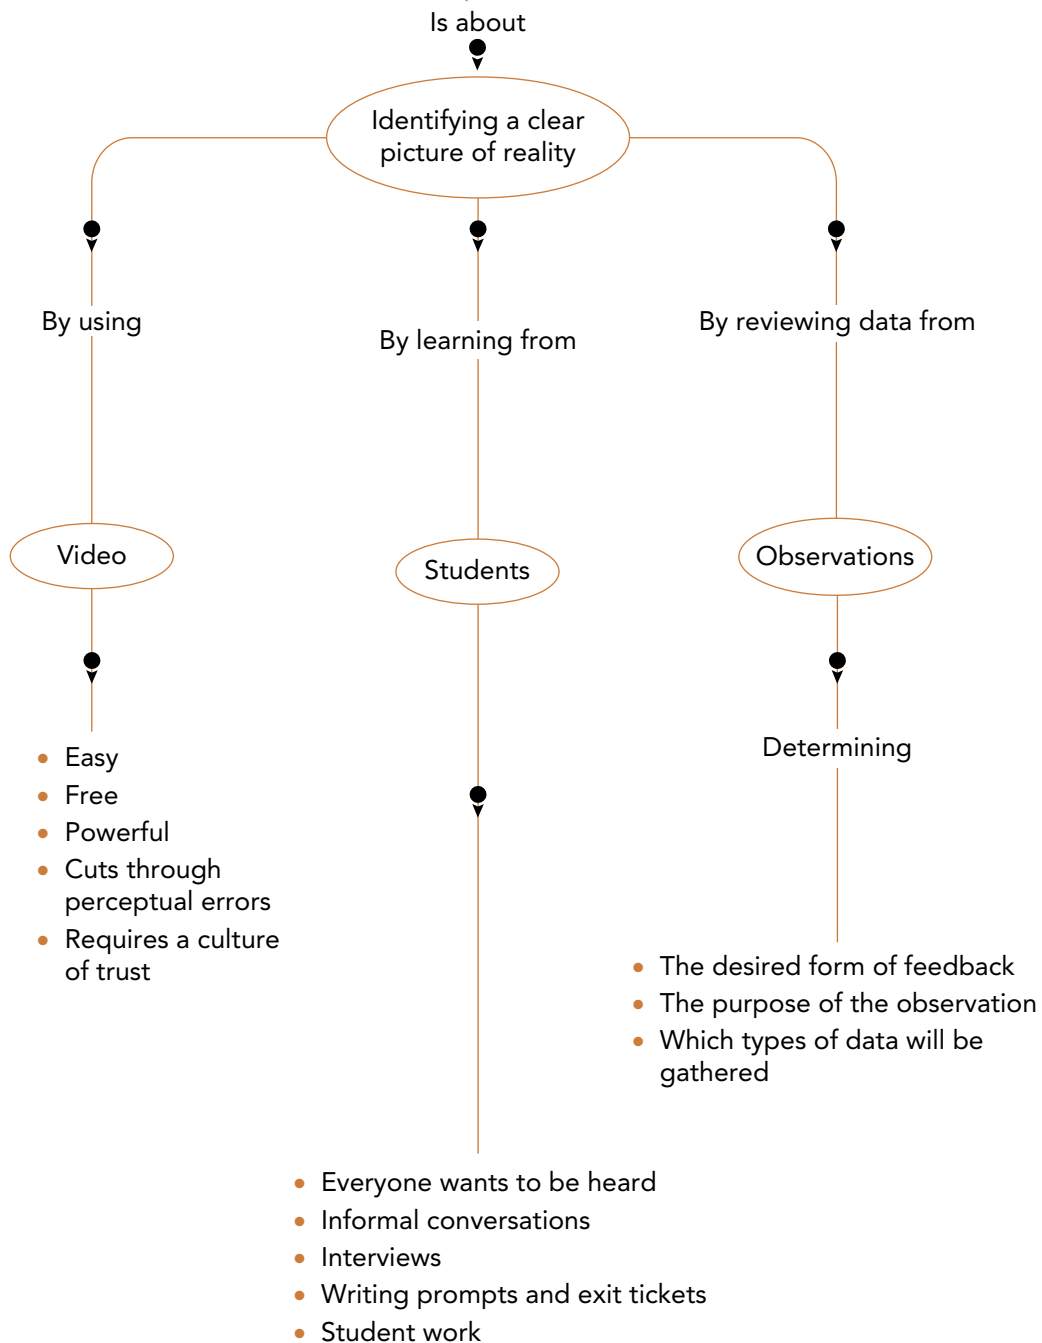 Is about
Identifying a clear
picture of reality
By using
By learning from
By reviewing data from
Video
Students
Observations
• Easy
• Free
• Powerful
• Cuts through
perceptual errors
• Requires a culture
of trust
Determining
• The desired form of feedback
• The purpose of the observation
• Which types of data will be
gathered
• Everyone wants to be heard
• Informal conversations
• Interviews
• Writing prompts and exit tickets
• Student work